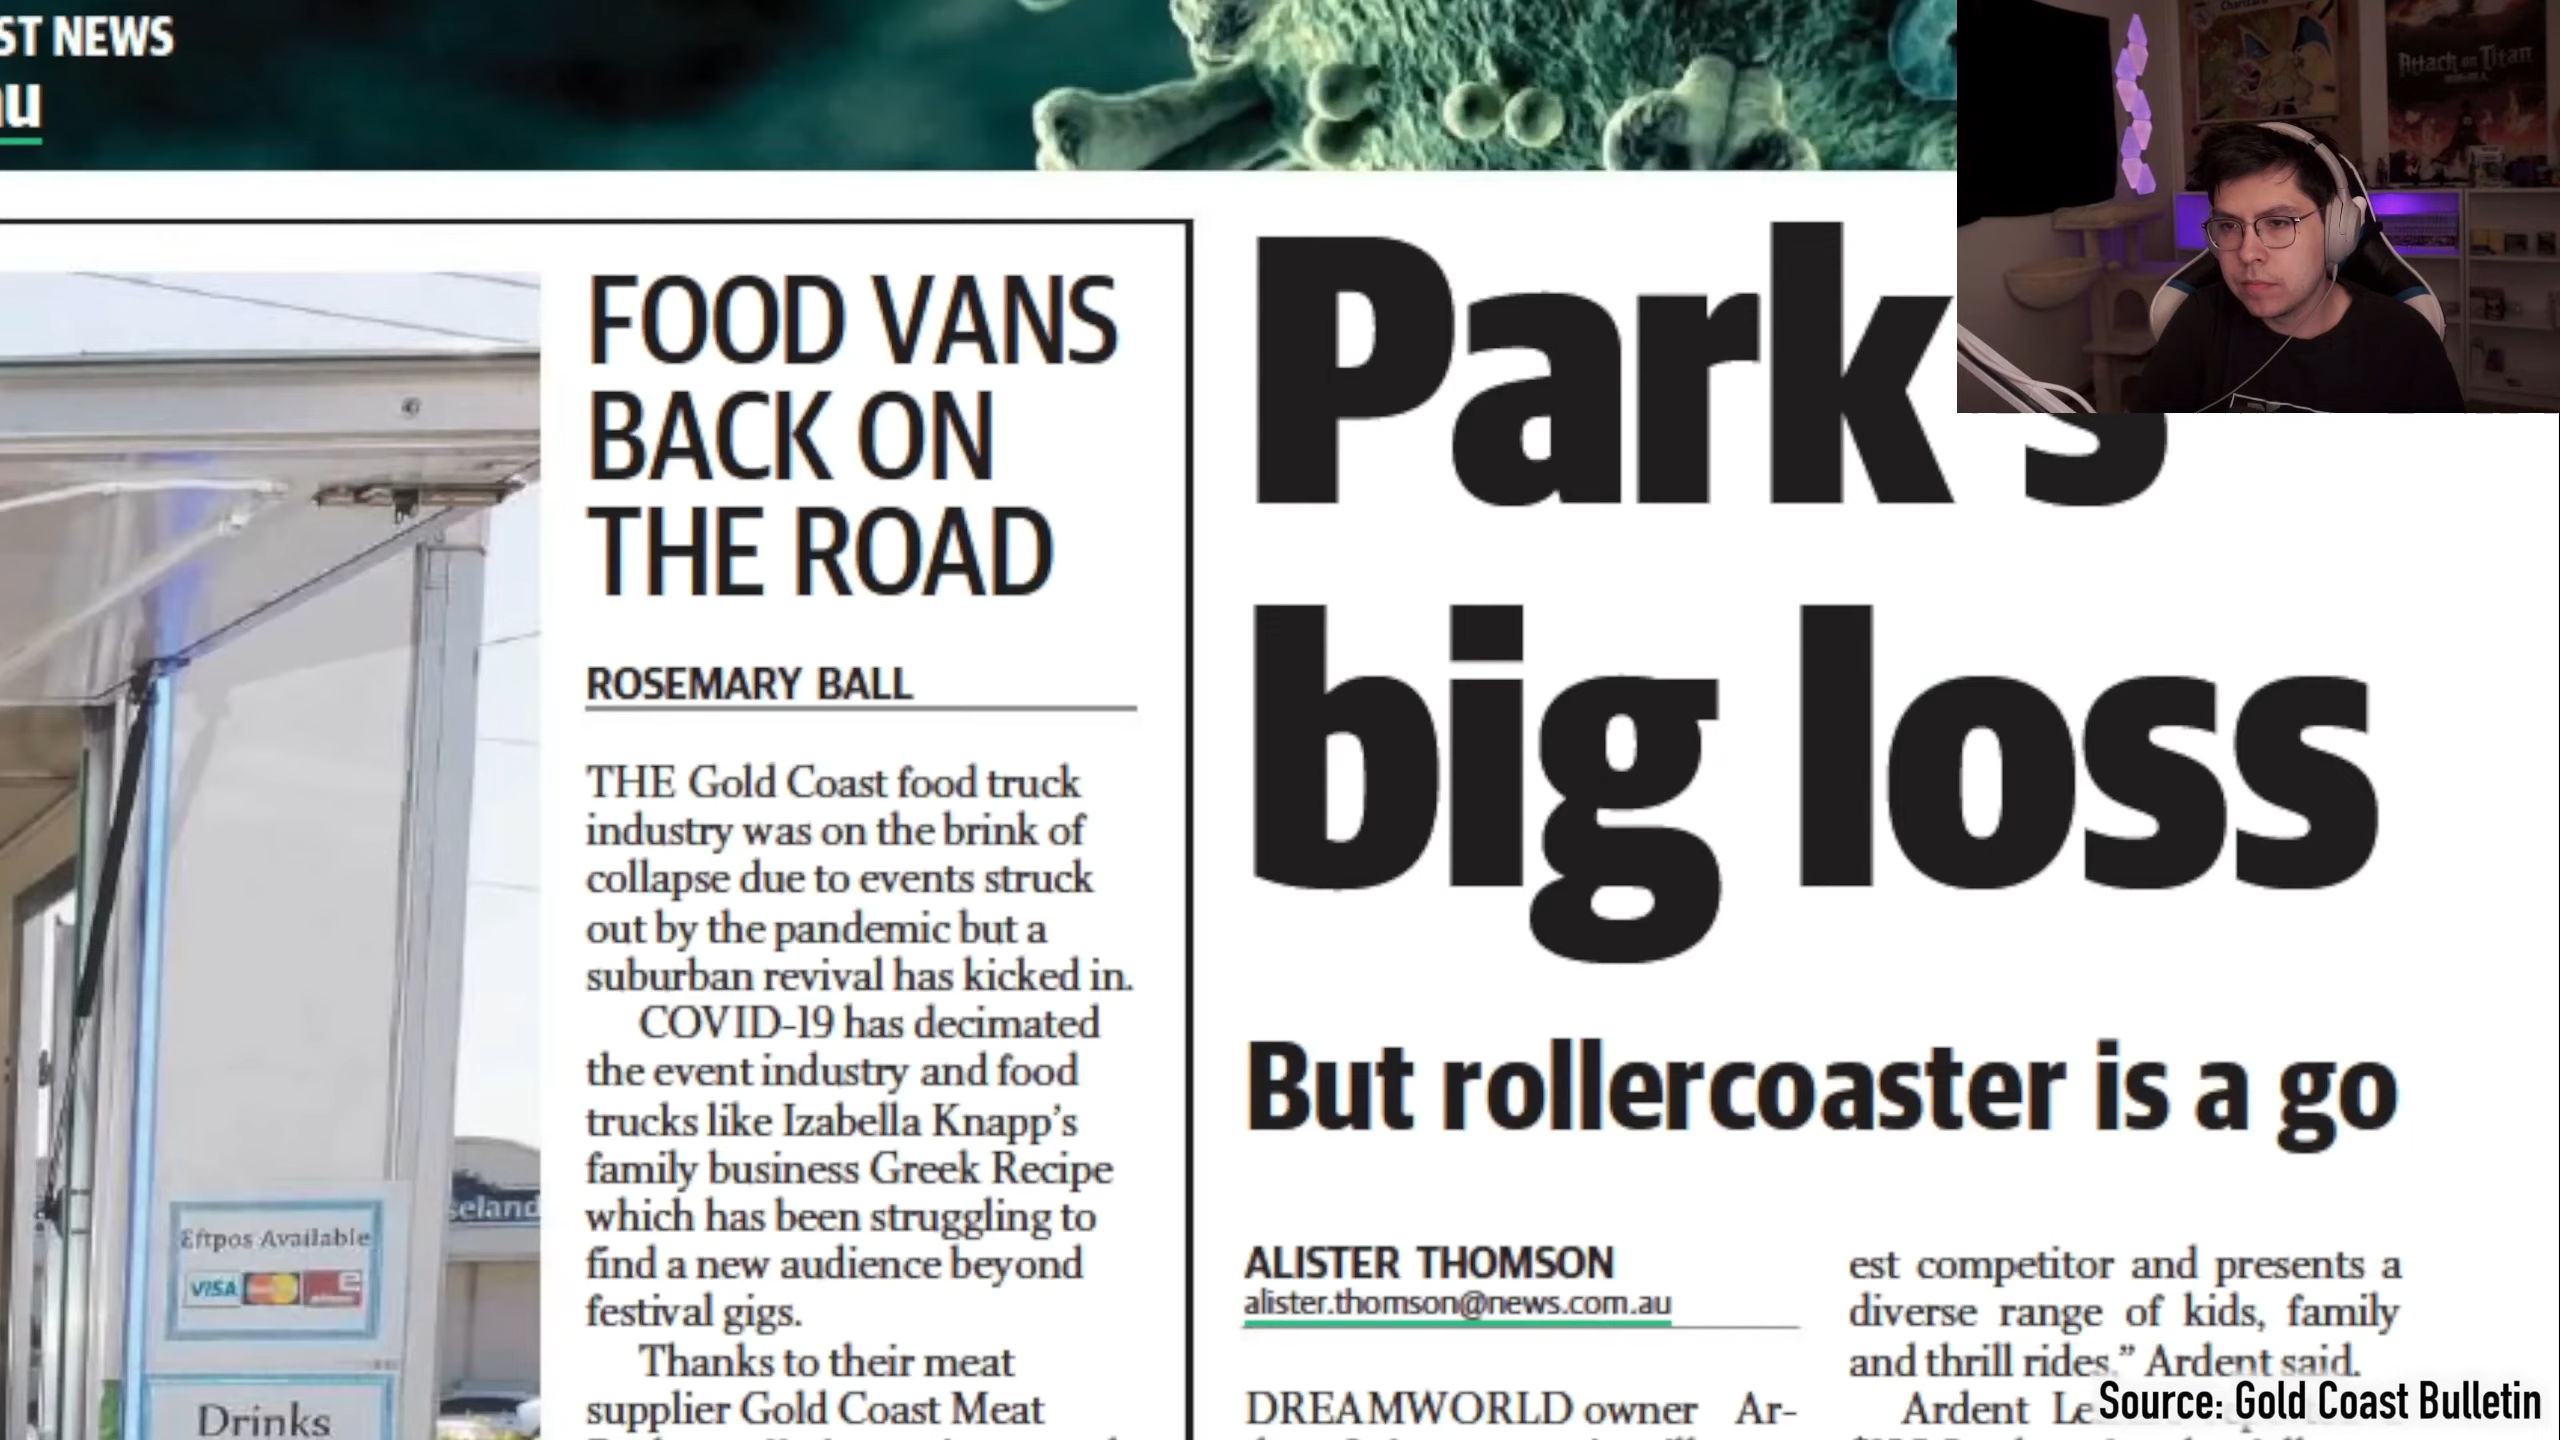 ST NEWS
au
Charizard
Attack on Titan
FOOD VANS
BACK ON
THE ROAD
ROSEMARY BALL
THE Gold Coast food truck
industry was on the brink of
collapse due to events struck
out by the pandemic but a
suburban revival has kicked in.
COVID-19 has decimated
the event industry and food
trucks like Izabella Knapp's
family business Greek Recipe
which has been struggling to
find a new audience beyond
festival gigs.
Thanks to their meat
supplier Gold Coast Meat
seland
Eftpos Available
VISA
Drinks
Park's
big loss
But rollercoaster is a go
ALISTER THOMSON
alister.thomson@news.com.au
DREAMWORLD owner Ar-
est competitor and presents a
diverse range of kids, family
and thrill rides." Ardent said.
Ardent Le
Source: Gold Coast Bulletin